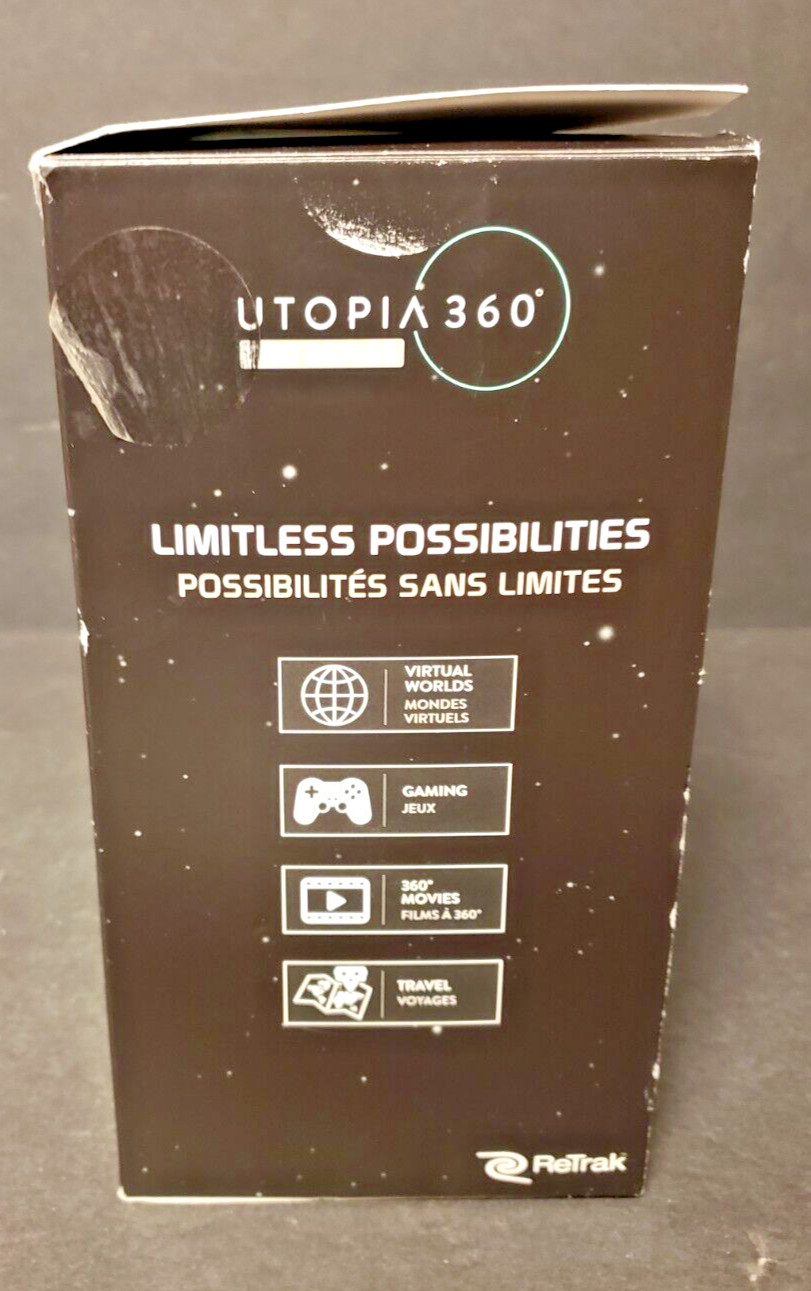 UTOPIA 360°
LIMITLESS POSSIBILITIES
POSSIBILITÉS SANS LIMITES
VIRTUAL
WORLDS
MONDES
VIRTUELS
GAMING
JEUX
360°
MOVIES
FILMS À 360°
TRAVEL
VOYAGES
ReTrak